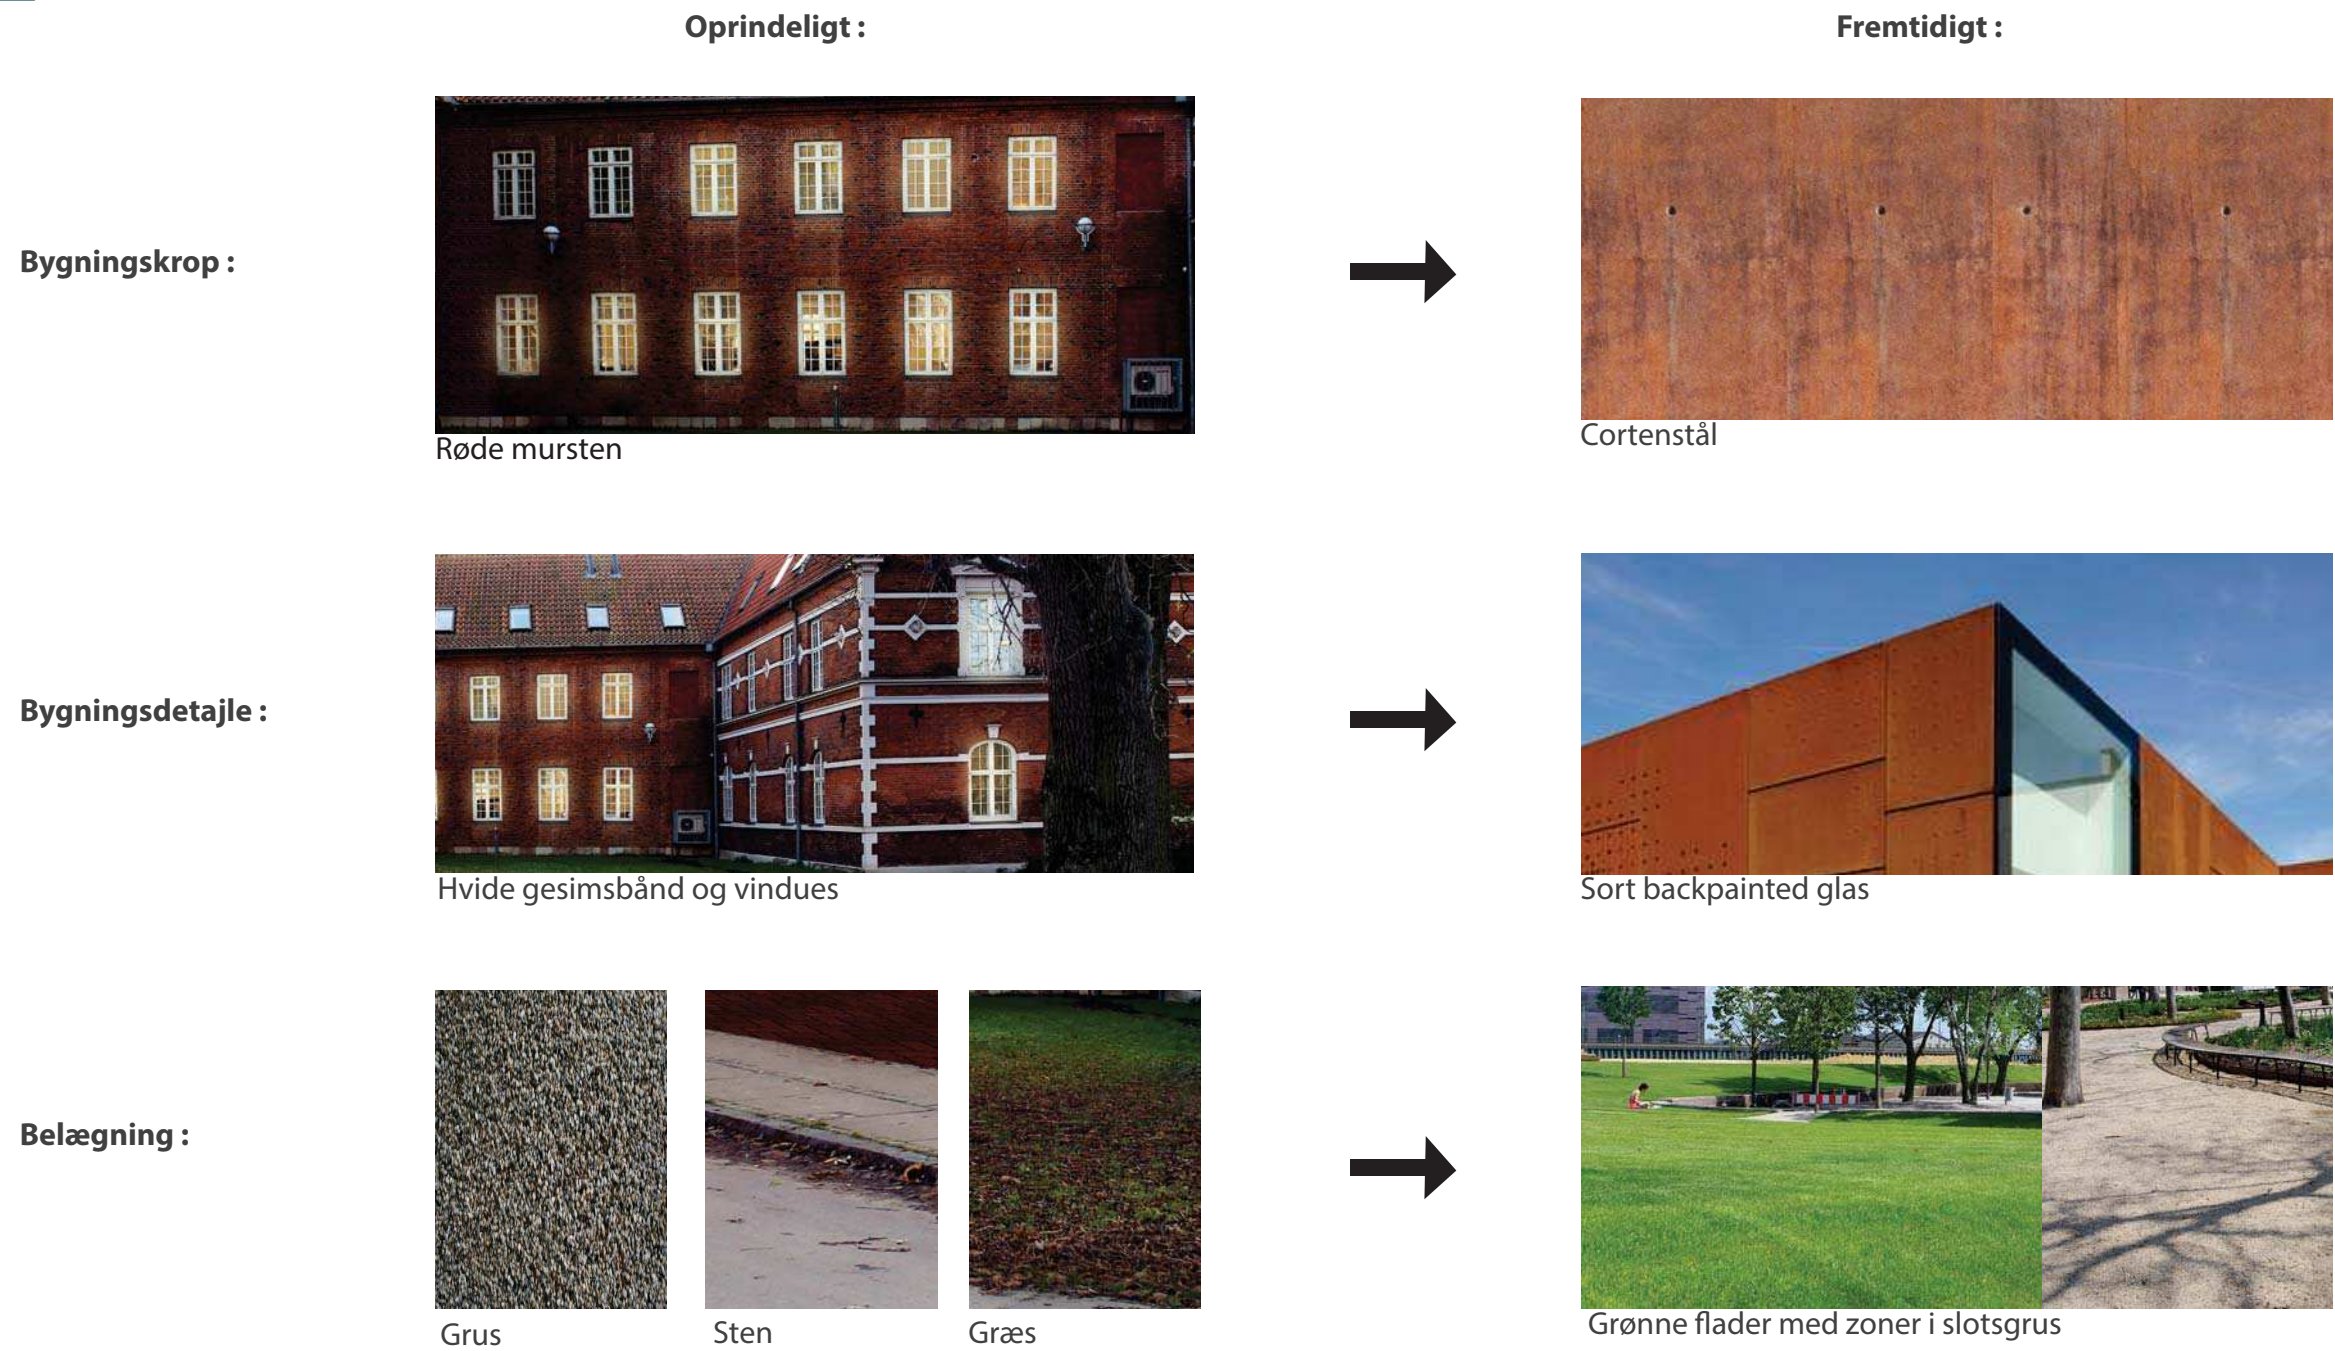 Oprindeligt :
Fremtidigt :
Bygningskrop :
Røde mursten
Cortenstål
Bygningsdetajle :
Hvide gesimsbånd og vindues
Sort backpainted glas
Belægning :
Grus
Sten
Græs
Grønne flader med zoner i slotsgrus